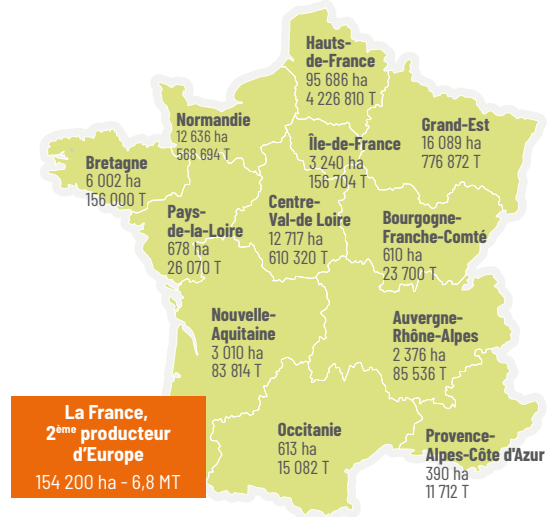 Hauts-
de-France
95 686 ha
4 226 810 T
Normandie
12 636 ha
568 694 T
Île-de-France
3 240 ha
156 704 T
Grand-Est
16 089 ha
776 872 T
Bretagne
6 002 ha
156 000 T
Pays-
de-la-Loire
678 ha
26 070 T
Centre-
Val-de Loire
12 717 ha
610 320 T
Bourgogne-
Franche-Comté
610 ha
23 700 T
Nouvelle-
Aquitaine
3 010 ha
83 814 T
Auvergne-
Rhône-Alpes
2 376 ha
85 536 T
Occitanie
613 ha
15 082 T
Provence-
Alpes-Côte d'Azur
390 ha
11 712 T
La France,
2ème producteur
d'Europe
154 200 ha - 6,8 MT